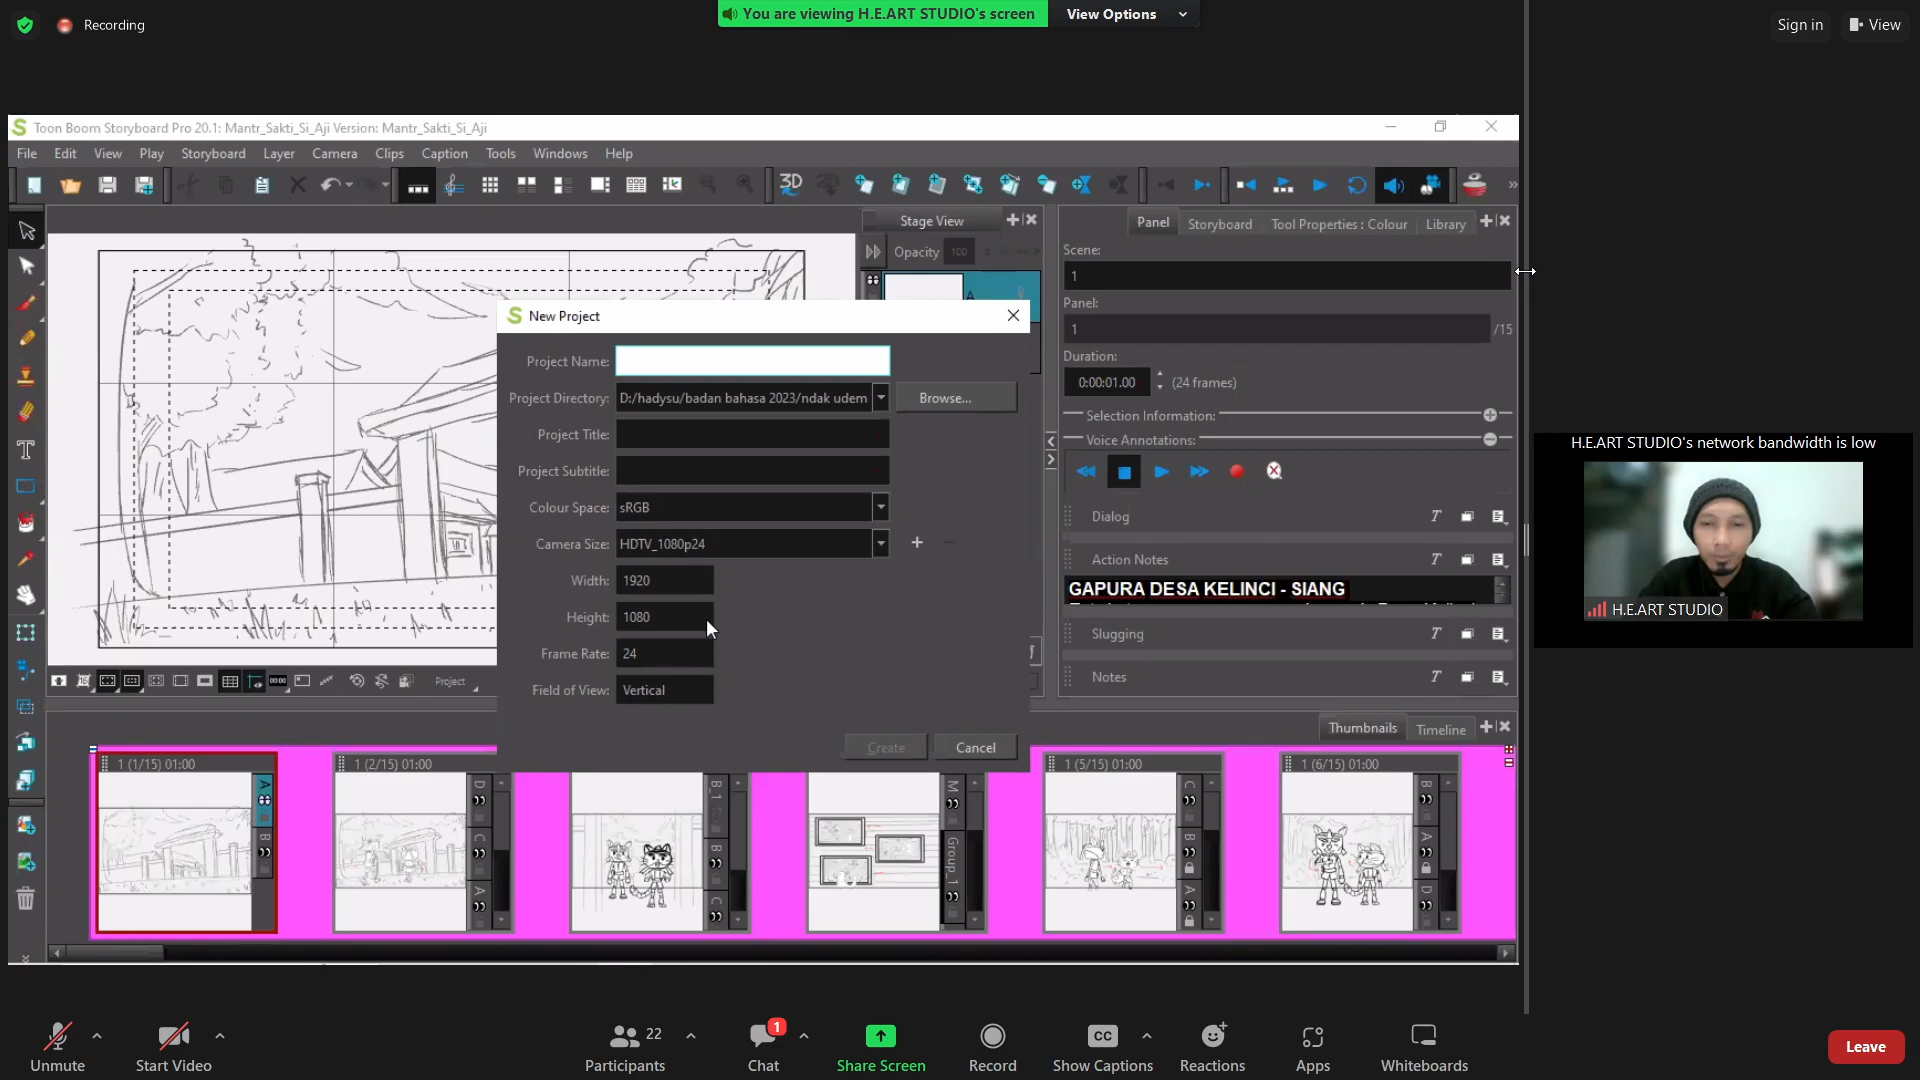 Recording
You are viewing H.E.ART STUDIO's screen
View Options
Sign in
View
Toon Boom Storyboard Pro 20.1: Mantr_Sakti_Si_Aji Version: Mantr_Sakti_Si_Aji
File Edit View Play Storyboard Layer Camera Clips Caption Tools Windows Help
3D
Stage View
Opacity 100
A
Panel Storyboard Tool Properties : Colour Library
Scene:
1
Panel:
1 /15
Duration:
0:00:01.00 (24 frames)
Selection Information:
Voice Annotations:
Dialog
Action Notes
GAPURA DESA KELINCI - SIANG
Slugging
Notes
New Project
Project Name:
Project Directory: D:/hadysu/badan bahasa 2023/ndak udem Browse...
Project Title:
Project Subtitle:
Colour Space: sRGB
Camera Size: HDTV_1080p24
Width: 1920
Height: 1080
Frame Rate: 24
Field of View: Vertical
Create Cancel
Project
Thumbnails Timeline
1 (1/15) 01:00
1 (2/15) 01:00
1 (5/15) 01:00
1 (6/15) 01:00
A B
D C A
B_1 B C
M Group_1
C B A
B A D
H.E.ART STUDIO's network bandwidth is low
H.E.ART STUDIO
Unmute
Start Video
22
Participants
1
Chat
Share Screen
Record
CC
Show Captions
Reactions
Apps
Whiteboards
Leave